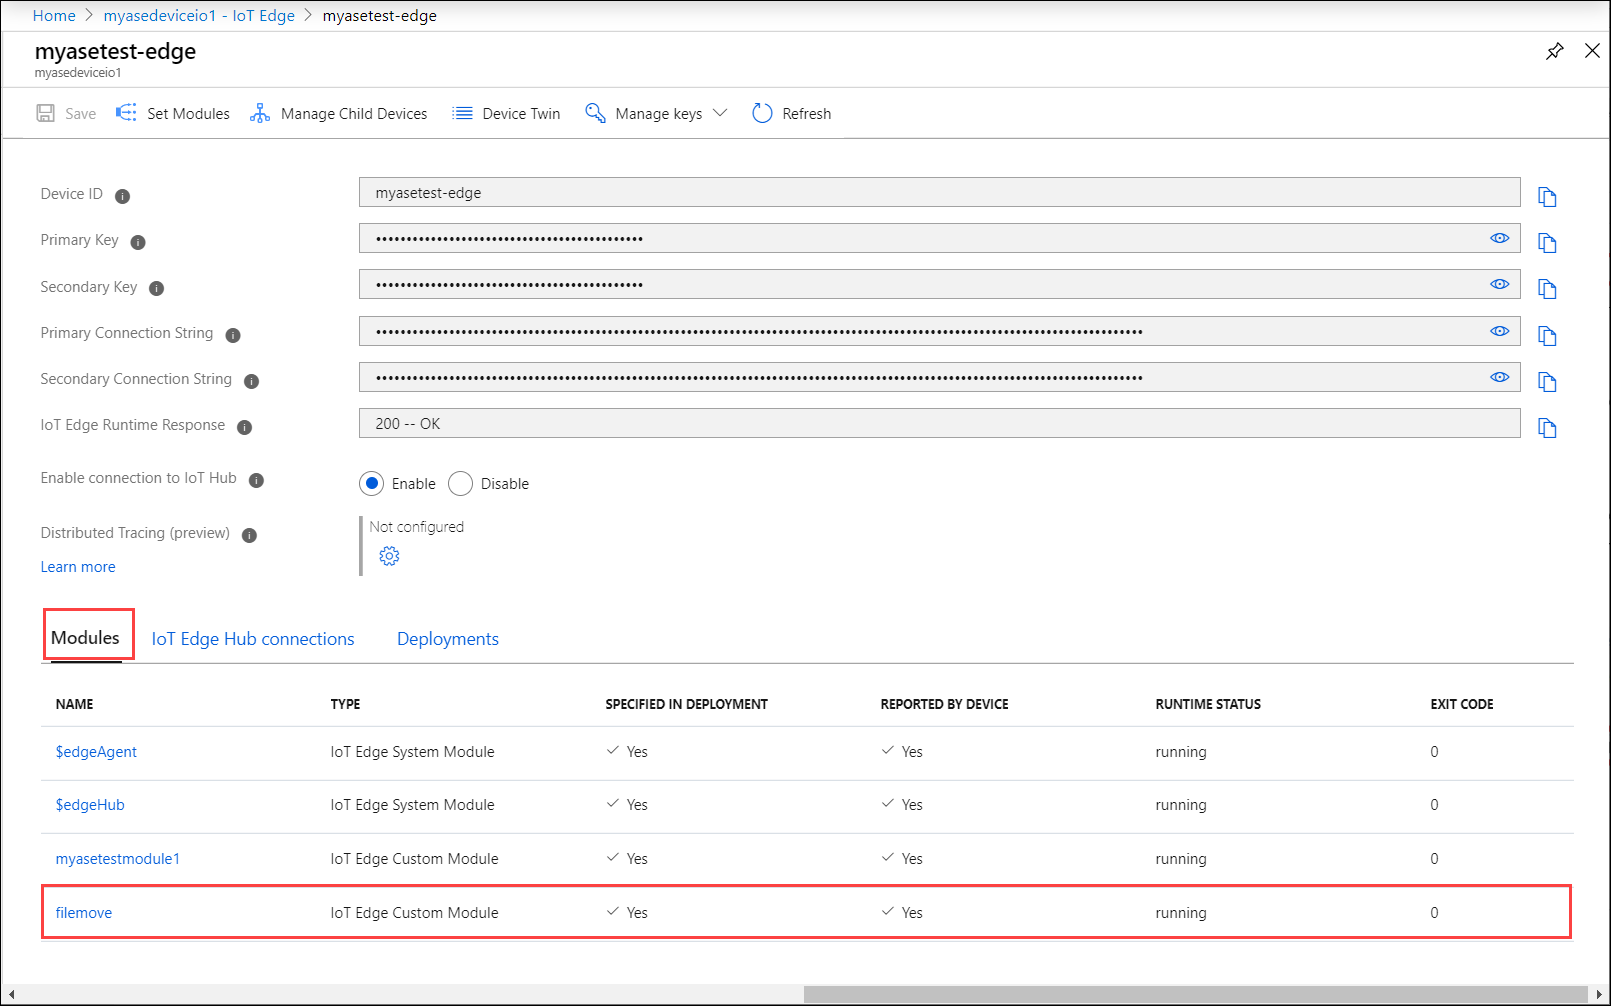 Home > myasedeviceio1 - IoT Edge > myasetest-edge
myasetest-edge
myasedeviceio1
Save Set Modules Manage Child Devices Device Twin Manage keys Refresh
Device ID myasetest-edge
Primary Key
Secondary Key
Primary Connection String
Secondary Connection String
IoT Edge Runtime Response 200 -- OK
Enable connection to IoT Hub Enable Disable
Distributed Tracing (preview) Not configured
Learn more
Modules IoT Edge Hub connections Deployments
NAME TYPE SPECIFIED IN DEPLOYMENT REPORTED BY DEVICE RUNTIME STATUS EXIT CODE
$edgeAgent IoT Edge System Module Yes Yes running 0
$edgeHub IoT Edge System Module Yes Yes running 0
myasetestmodule1 IoT Edge Custom Module Yes Yes running 0
filemove IoT Edge Custom Module Yes Yes running 0